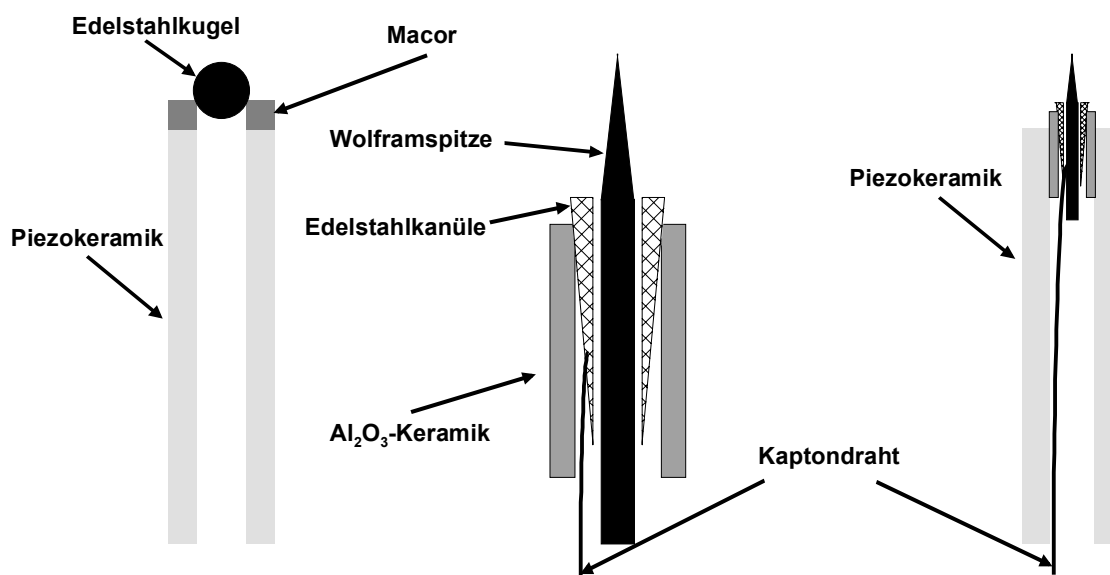 Edelstahlkugel
Macor
Wolframspitze
Piezokeramik
Edelstahlkanüle
Piezokeramik
Al₂O₃-Keramik
Kaptondraht